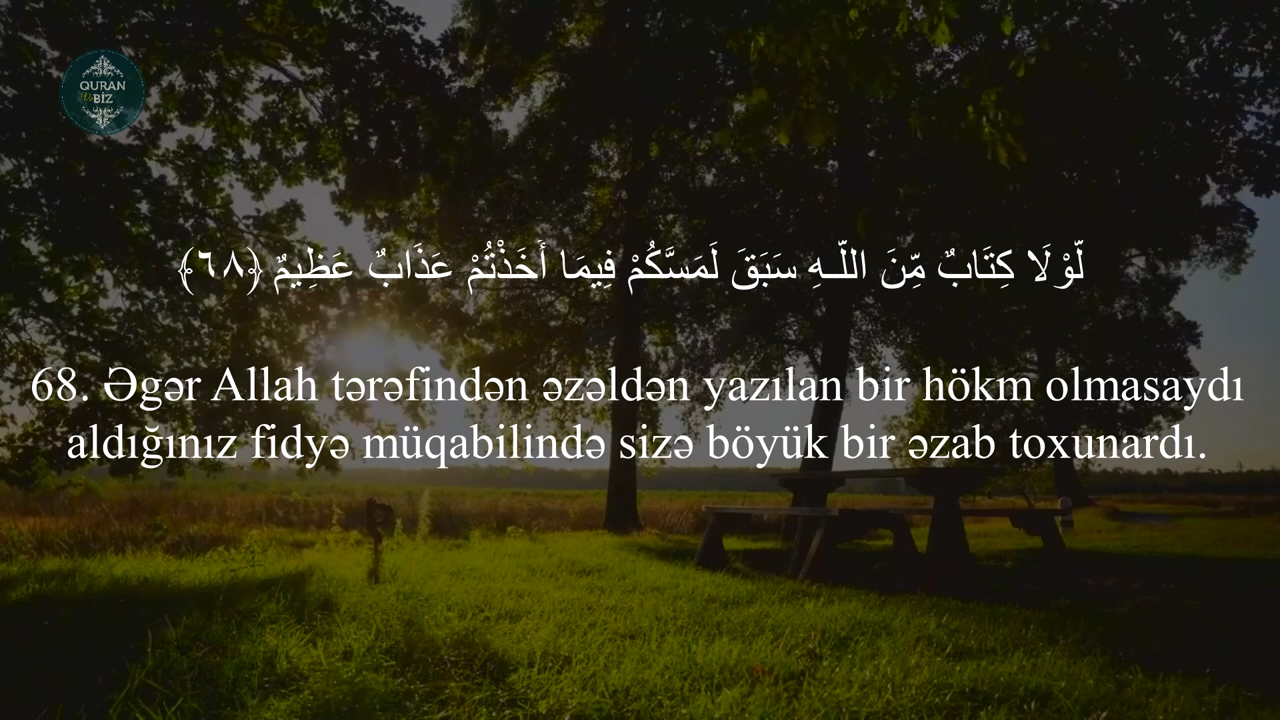 QURAN
BİZ
لَّوْلَا كِتَابٌ مِّنَ اللَّـهِ سَبَقَ لَمَسَّكُمْ فِيمَا أَخَذْتُمْ عَذَابٌ عَظِيمٌ ﴿٦٨﴾
68. Əgər Allah tərəfindən əzəldən yazılan bir hökm olmasaydı
aldığınız fidyə müqabilində sizə böyük bir əzab toxunardı.